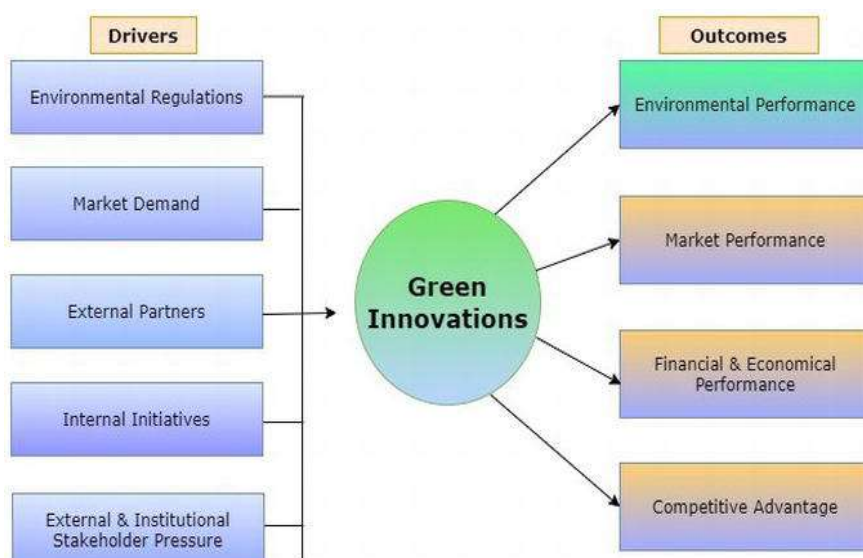 Drivers
Environmental Regulations
Market Demand
External Partners
Internal Initiatives
External & Institutional
Stakeholder Pressure
Green
Innovations
Outcomes
Environmental Performance
Market Performance
Financial & Economical
Performance
Competitive Advantage